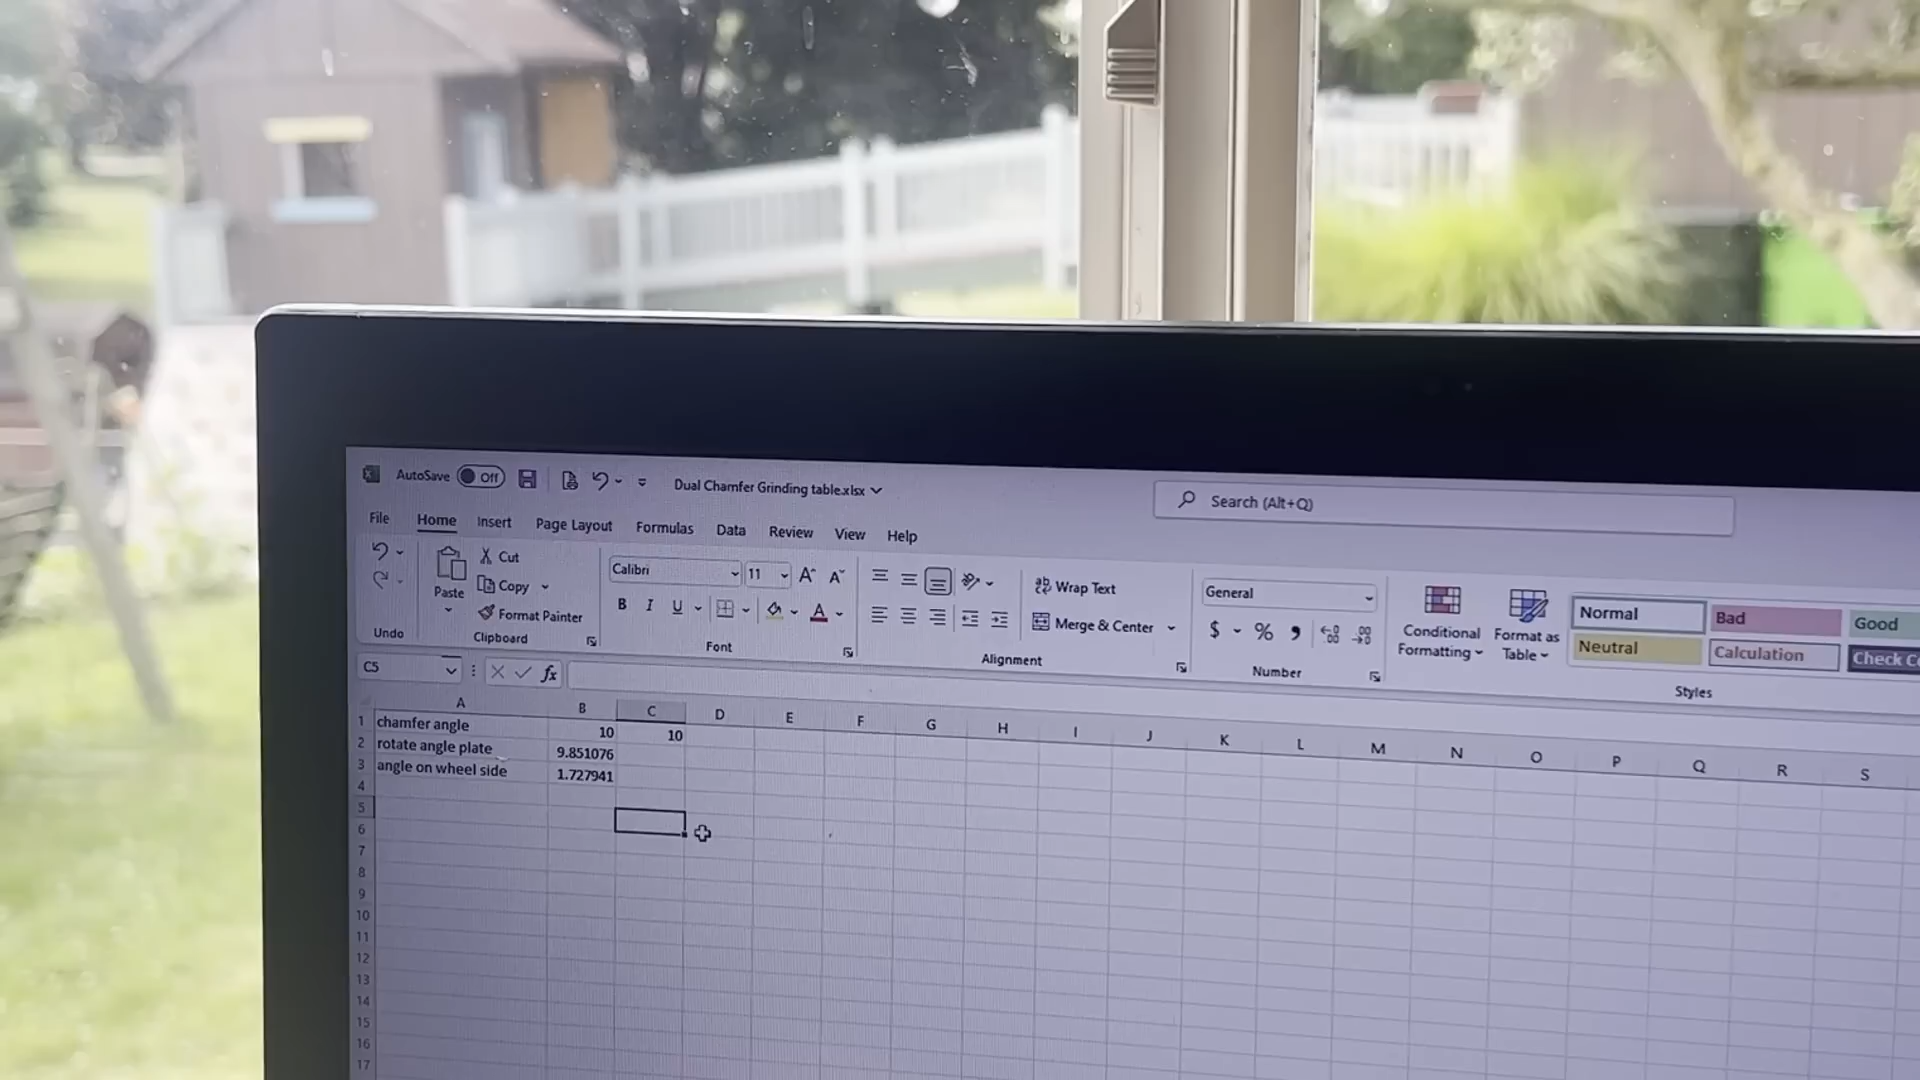 AutoSave Off Dual Chamfer Grinding table.xlsx Search (Alt+Q)
File Home Insert Page Layout Formulas Data Review View Help
Paste
Cut
Copy
Format Painter
Undo
Clipboard
Calibri 11
B I U
Font
Wrap Text
Merge & Center
Alignment
General
$ %
Number
Conditional
Formatting
Format as
Table
Normal Bad Good
Neutral Calculation
Styles
C5 fx
A B C D E F G H I J K L M N O P Q R S
1 chamfer angle 10 10
2 rotate angle plate 9.851076
3 angle on wheel side 1.727941
4
5
6
7
8
9
10
11
12
13
14
15
16
17